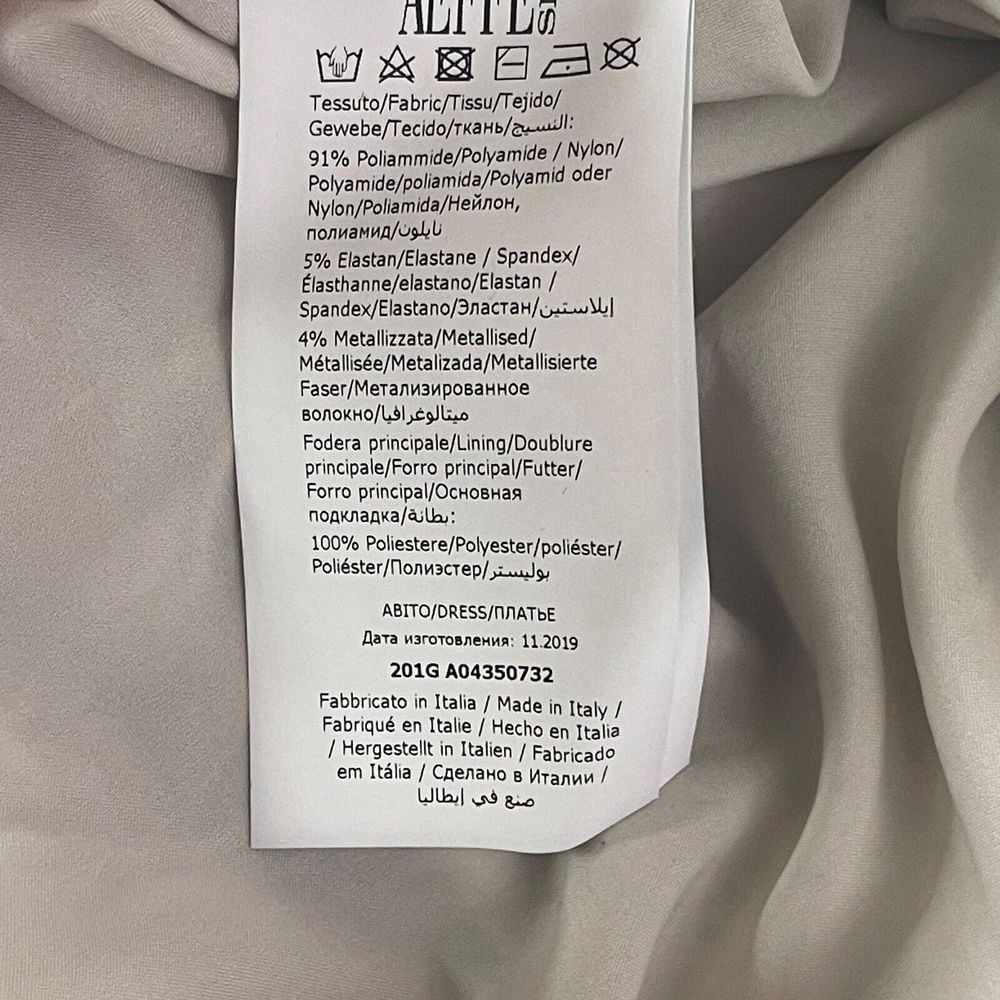 Tessuto/Fabric/Tissu/Tejido/
Gewebe/Tecido/ткань/النسيج:
91% Poliammide/Polyamide / Nylon/
Polyamide/poliamida/Polyamid oder
Nylon/Poliamida/Нейлон,
полиамид/نايلون
5% Elastan/Elastane / Spandex/
Élasthanne/elastano/Elastan /
Spandex/Elastano/Эластан/إيلاستين
4% Metallizzata/Metallised/
Métallisée/Metalizada/Metallisierte
Faser/Метализированное
волокно/ميتالوغرافيا
Fodera principale/Lining/Doublure
principale/Forro principal/Futter/
Forro principal/Основная
подкладка/بطانة:
100% Poliestere/Polyester/poliéster/
Poliéster/Полиэстер/بوليستر
ABITO/DRESS/ПЛАТЬЕ
Дата изготовления: 11.2019
201G A04350732
Fabbricato in Italia / Made in Italy /
Fabriqué en Italie / Hecho en Italia
/ Hergestellt in Italien / Fabricado
em Itália / Сделано в Италии /
صنع في إيطاليا